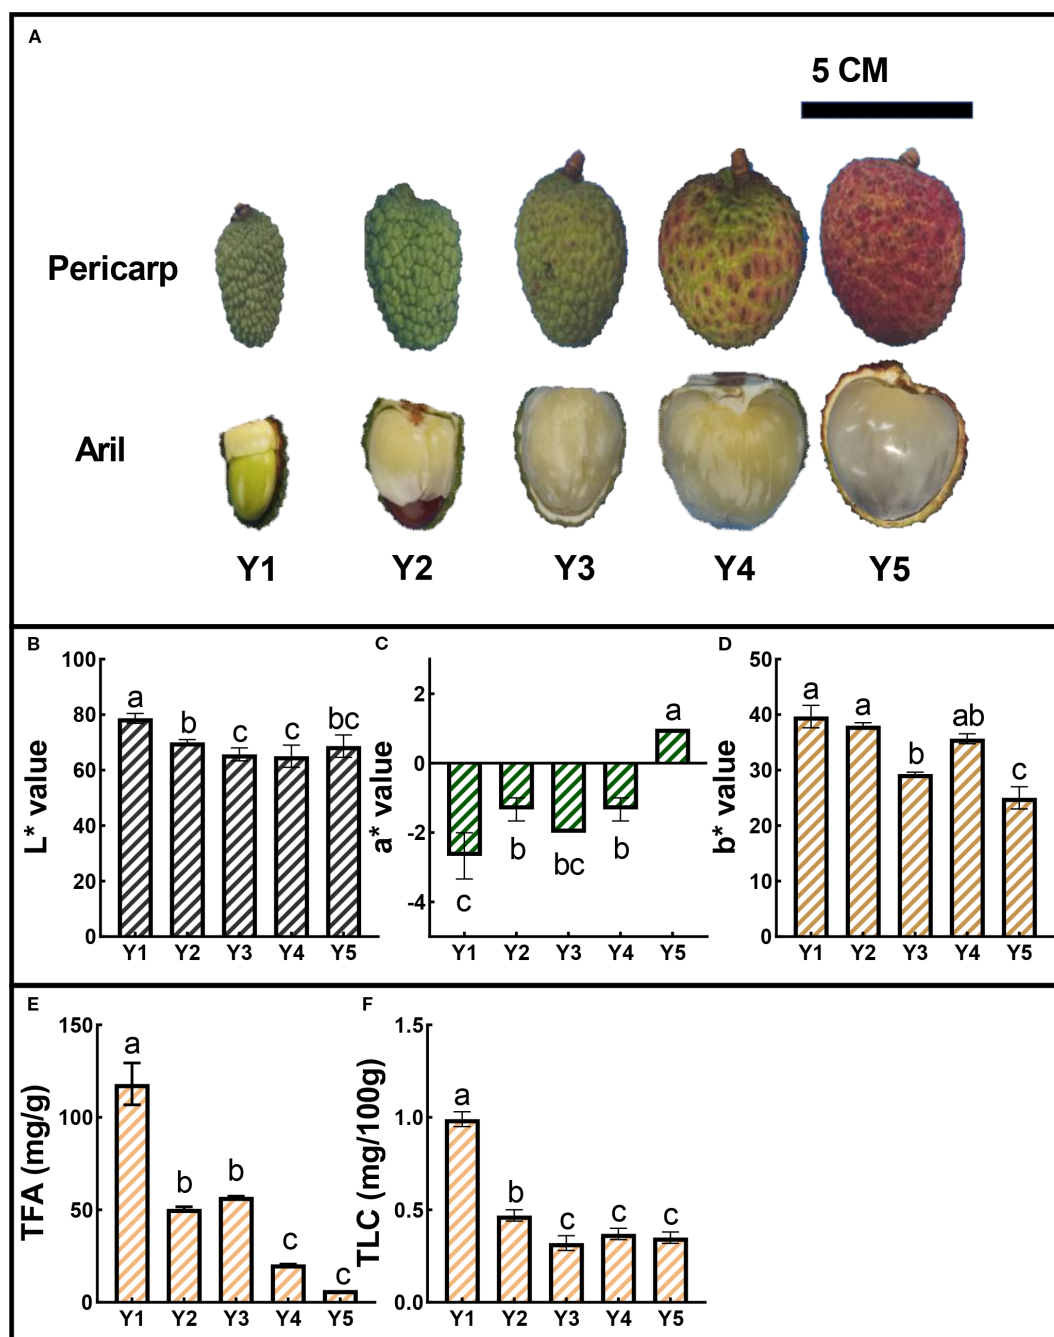 A
5 CM
Pericarp
Aril
Y1 Y2 Y3 Y4 Y5
B
L* value
100
80
60
40
20
0
a b c c bc
Y1 Y2 Y3 Y4 Y5
C
a* value
2
0
-2
-4
c b bc b a
Y1 Y2 Y3 Y4 Y5
D
b* value
50
40
30
20
10
0
a a b ab c
Y1 Y2 Y3 Y4 Y5
E
TFA (mg/g)
150
100
50
0
a b b c c
Y1 Y2 Y3 Y4 Y5
F
TLC (mg/100g)
1.5
1.0
0.5
0.0
a b c c c
Y1 Y2 Y3 Y4 Y5